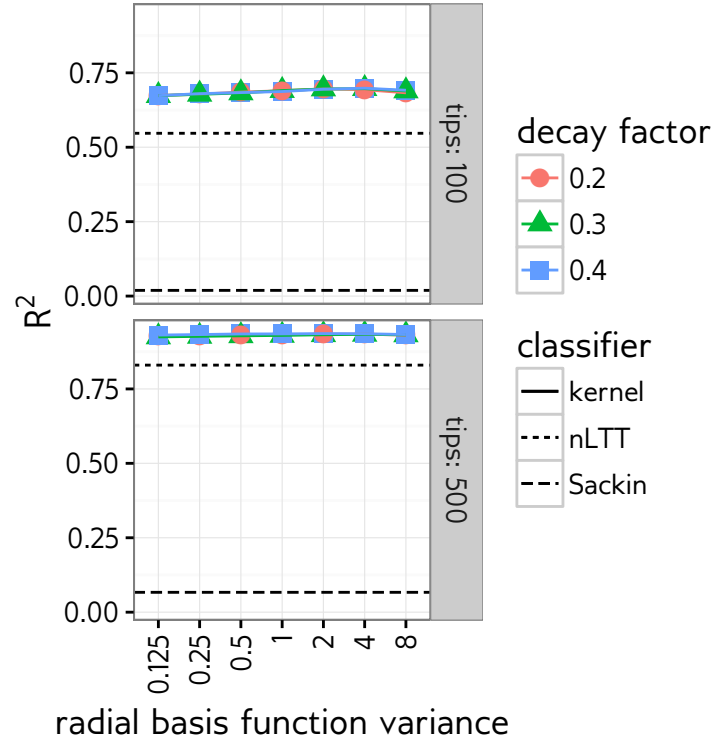 R²
0.75
0.50
0.25
0.00
tips: 100
0.75
0.50
0.25
0.00
tips: 500
0.125
0.25
0.5
1
2
4
8
radial basis function variance
decay factor
0.2
0.3
0.4
classifier
kernel
nLTT
Sackin